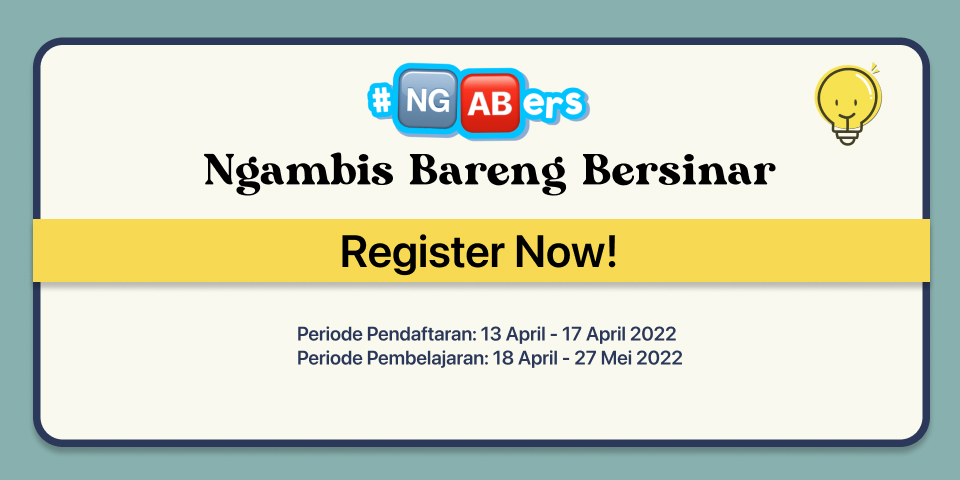 #NGABers
Ngambis Bareng Bersinar
Register Now!
Periode Pendaftaran: 13 April - 17 April 2022
Periode Pembelajaran: 18 April - 27 Mei 2022